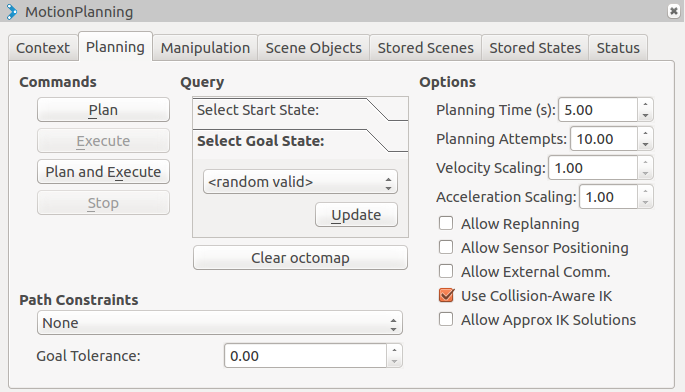 MotionPlanning
Context Planning Manipulation Scene Objects Stored Scenes Stored States Status
Commands
Plan
Execute
Plan and Execute
Stop
Query
Select Start State:
Select Goal State:
<random valid>
Update
Clear octomap
Options
Planning Time (s): 5.00
Planning Attempts: 10.00
Velocity Scaling: 1.00
Acceleration Scaling: 1.00
Allow Replanning
Allow Sensor Positioning
Allow External Comm.
Use Collision-Aware IK
Allow Approx IK Solutions
Path Constraints
None
Goal Tolerance: 0.00